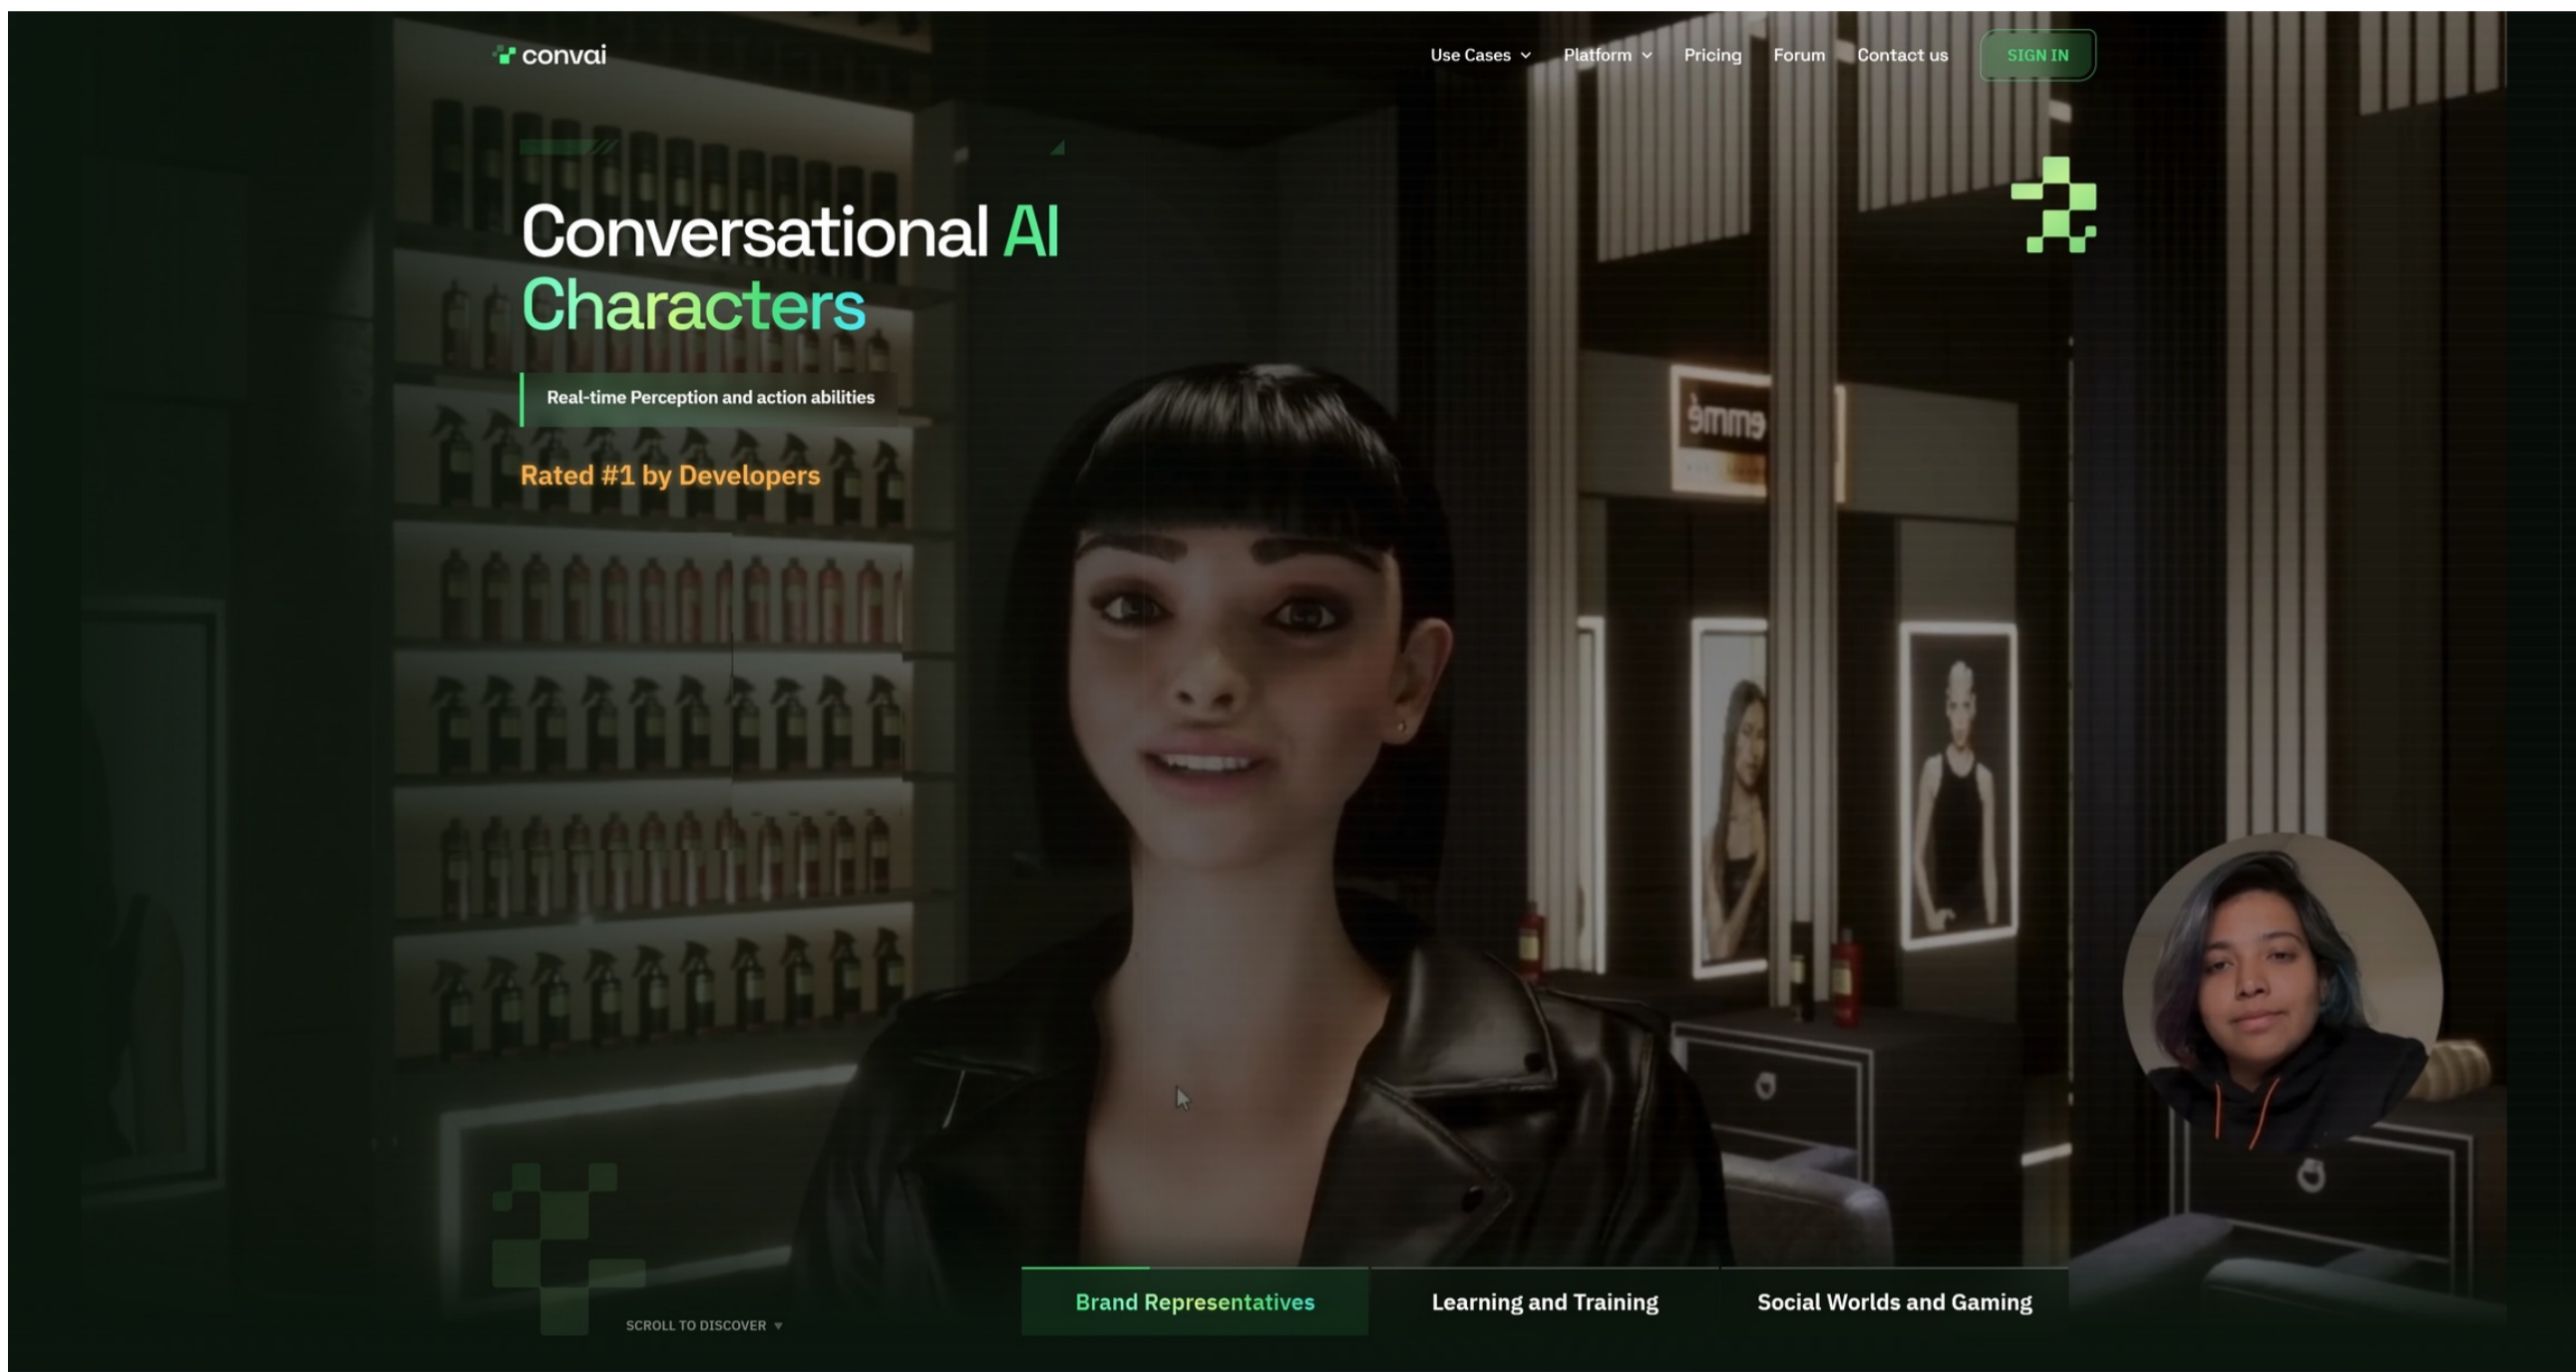 convai
Use Cases
Platform
Pricing
Forum
Contact us
SIGN IN
Conversational AI
Characters
Real-time Perception and action abilities
Rated #1 by Developers
emmé
SCROLL TO DISCOVER
Brand Representatives
Learning and Training
Social Worlds and Gaming